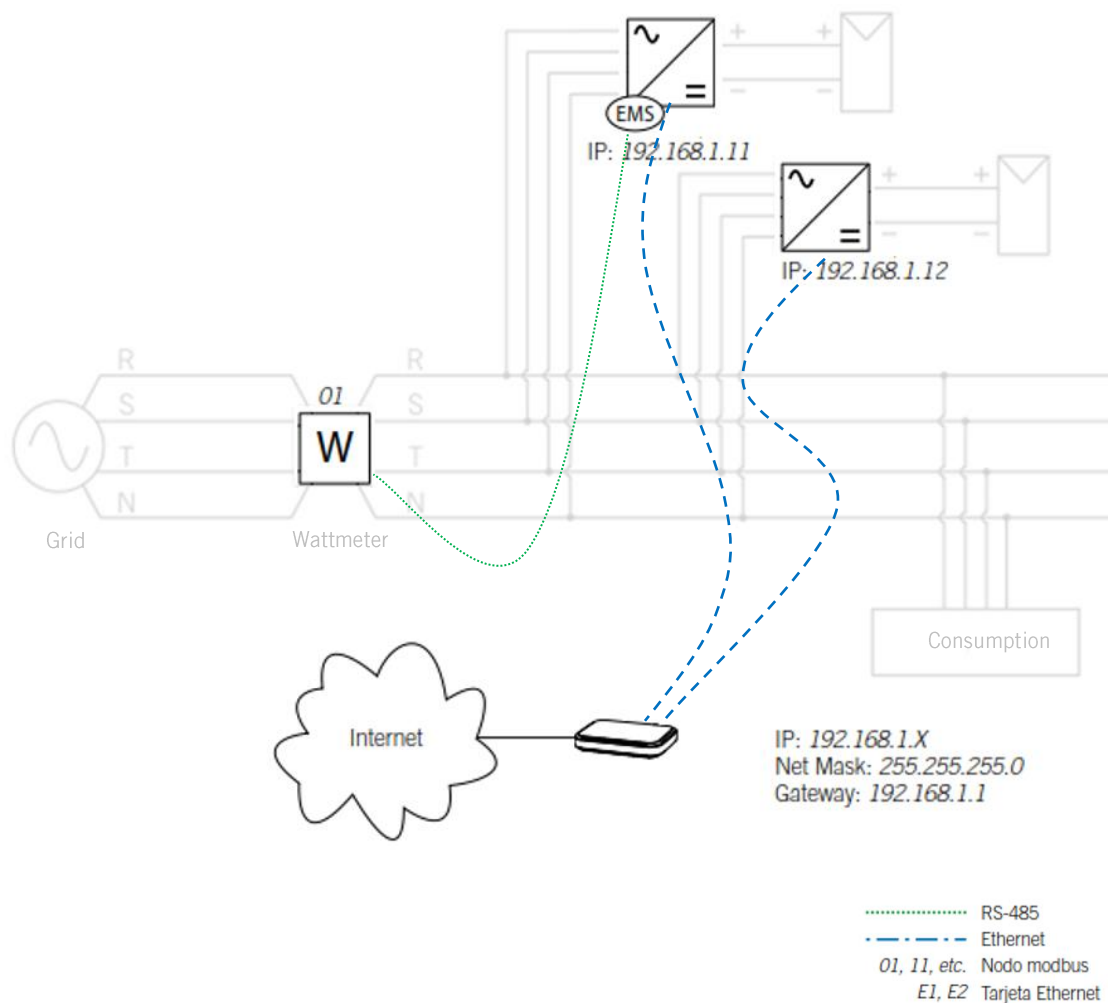 + +
- -
EMS
IP: 192.168.1.11
+ +
- -
IP: 192.168.1.12
R R
01
S S
W
T T
N N
Grid
Wattmeter
Consumption
Internet
IP: 192.168.1.X
Net Mask: 255.255.255.0
Gateway: 192.168.1.1
RS-485
Ethernet
01, 11, etc. Nodo modbus
E1, E2 Tarjeta Ethernet